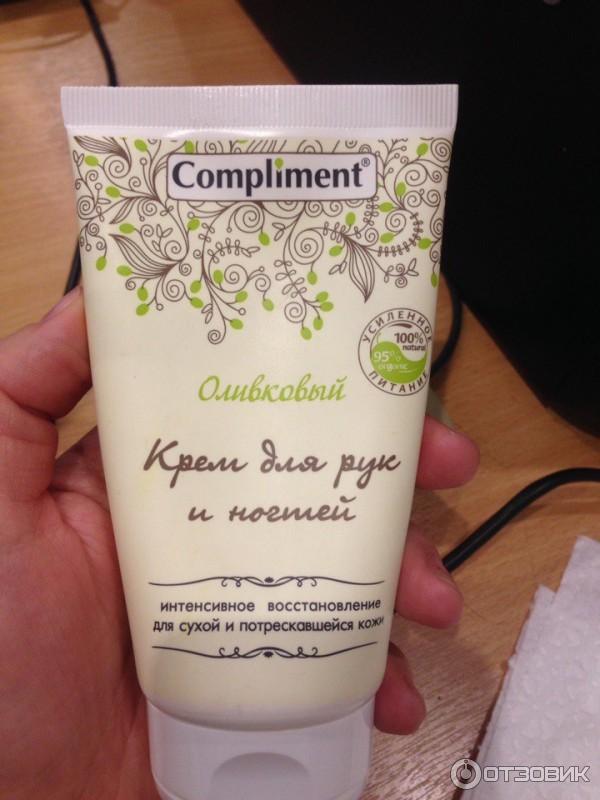 Compliment®
УСИЛЕННОЕ
100%
natural
95%
organic
ПИТАНИЕ
Оливковый
Крем для рук
и ногтей
интенсивное восстановление
для сухой и потрескавшейся кожи
ОТЗОВИК